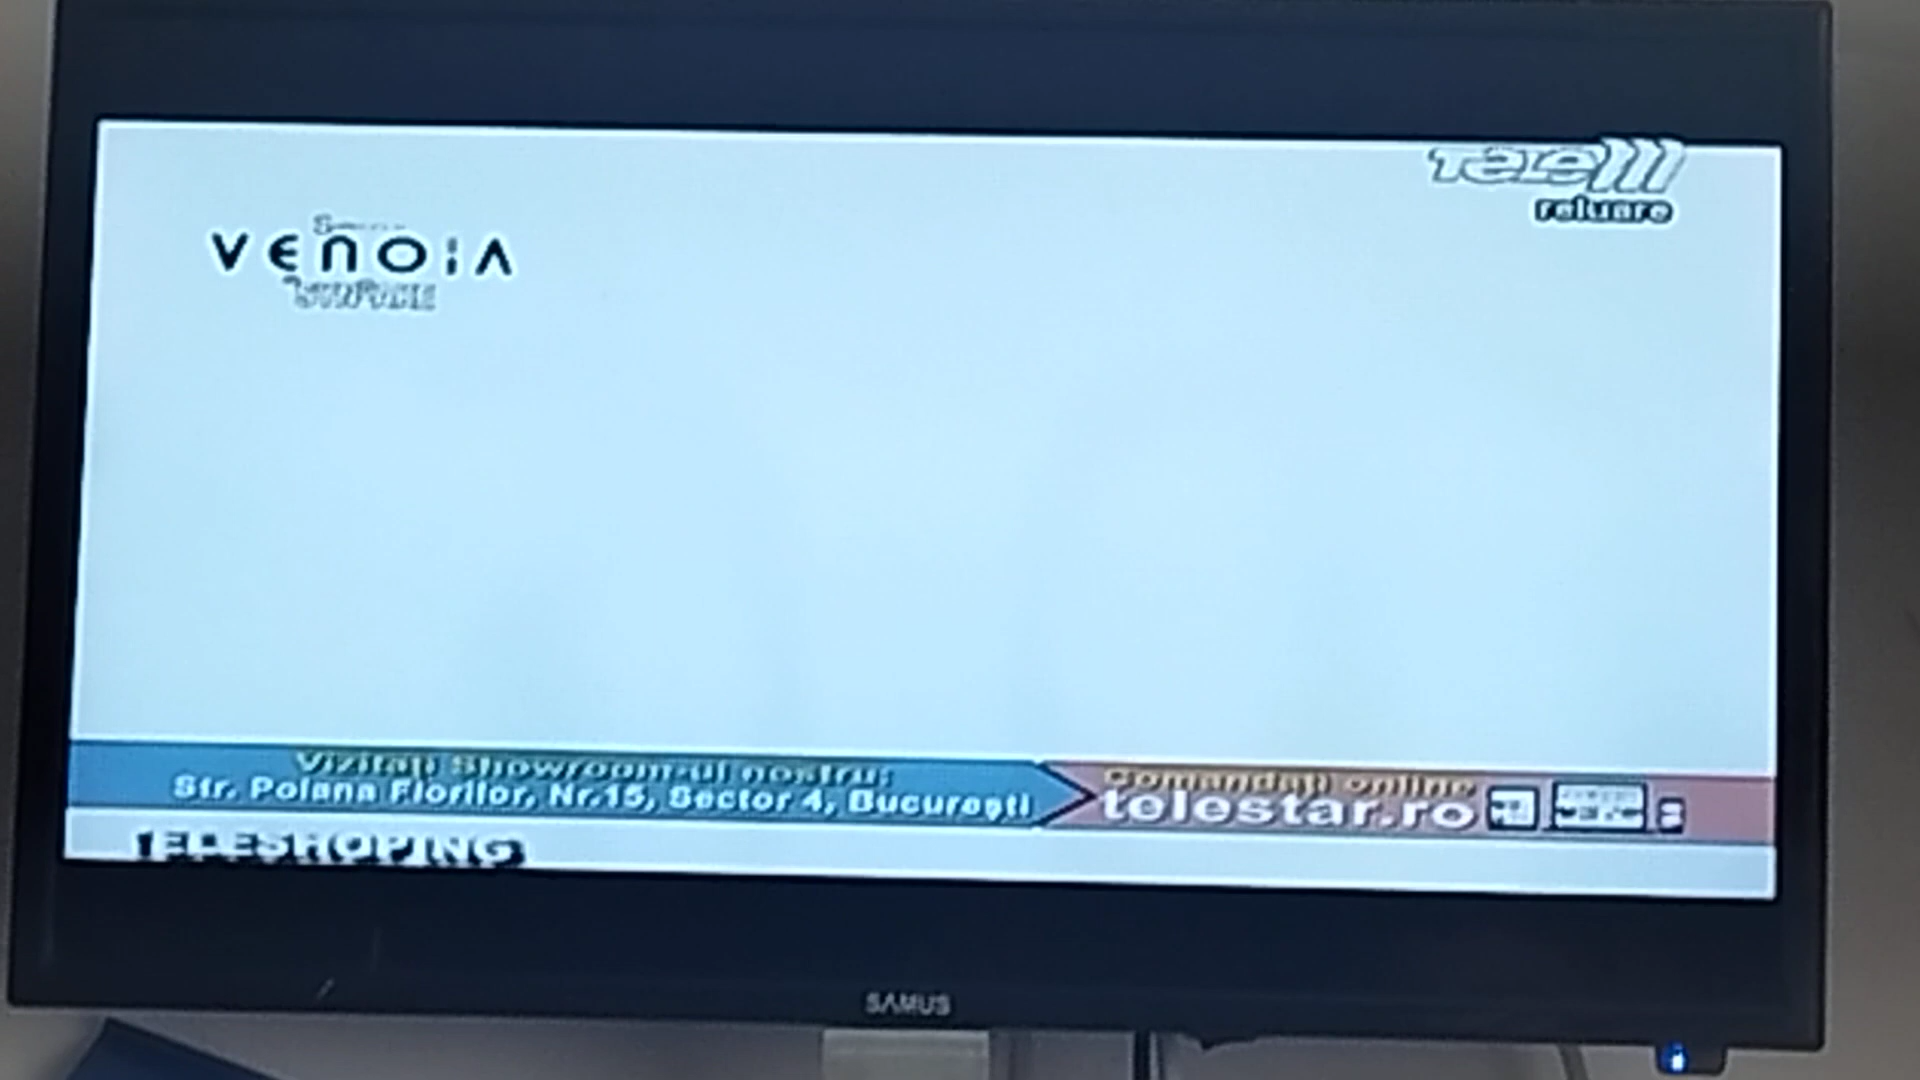 TeleM
reluare
VENOIA
Vizitați Showroom-ul nostru:
Str. Poiana Florilor, Nr.15, Sector 4, București
Comandați online
telestar.ro
TELESHOPING
SAMUS